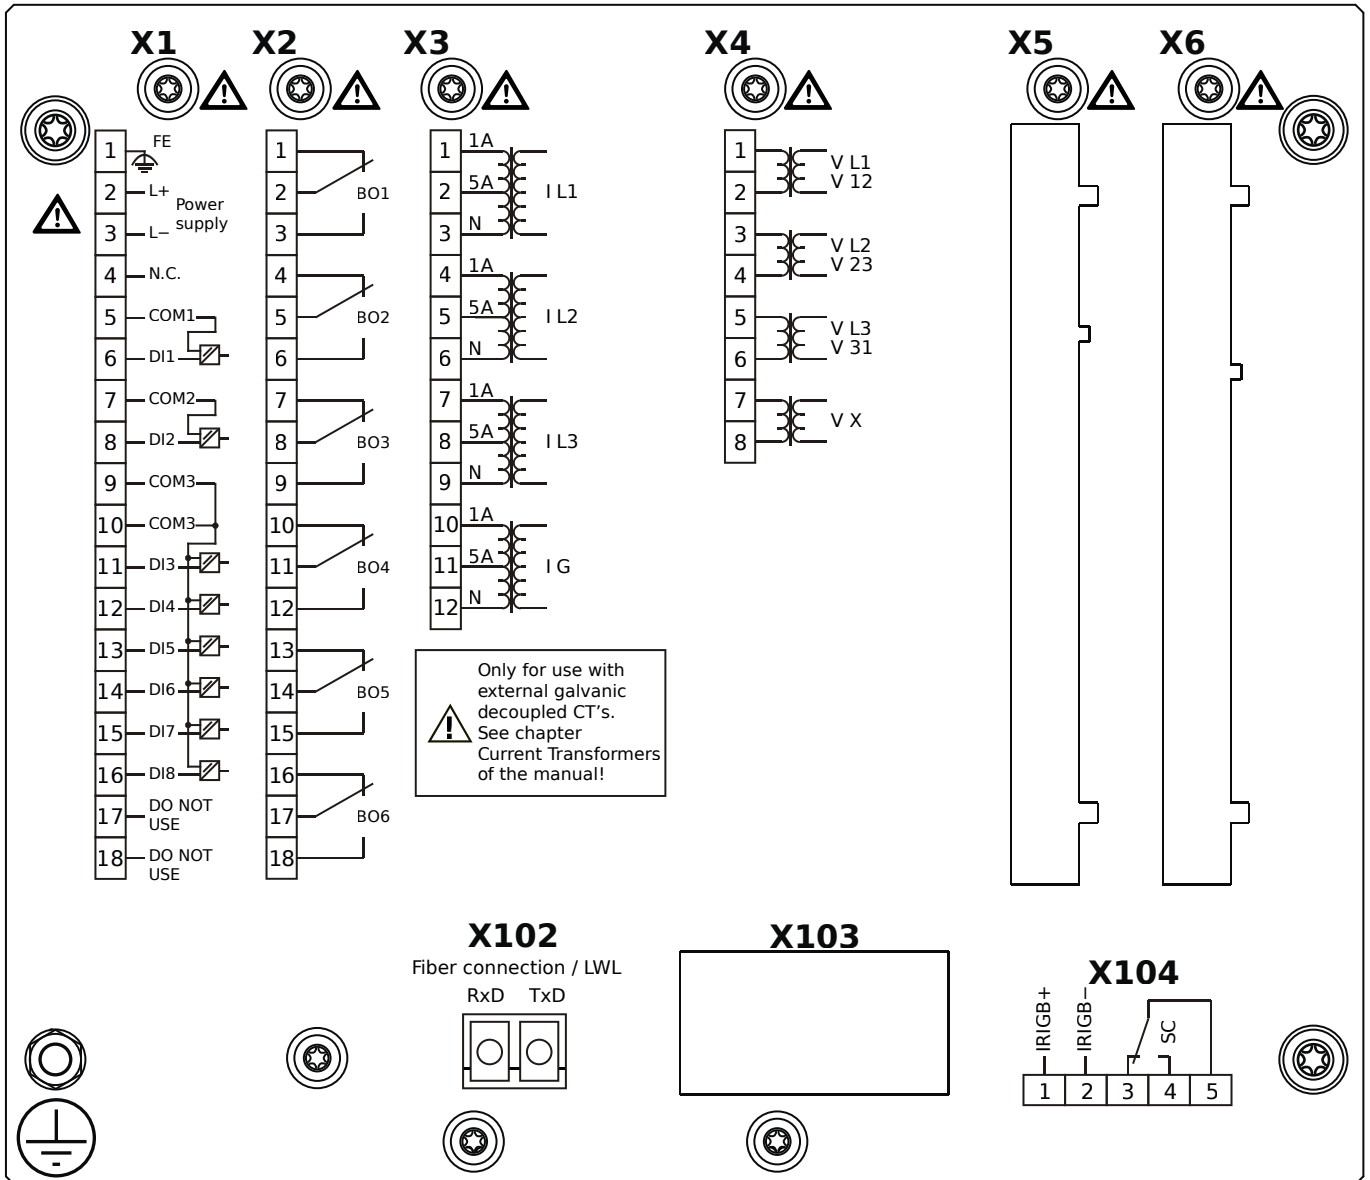 X1
X2
X3
X4
X5
X6
1
FE
2
L+
Power
supply
3
L−
4
N.C.
5
COM1
6
DI1
7
COM2
8
DI2
9
COM3
10
COM3
11
DI3
12
DI4
13
DI5
14
DI6
15
DI7
16
DI8
17
DO NOT
USE
18
DO NOT
USE
1
2
BO1
3
4
5
BO2
6
7
8
BO3
9
10
11
BO4
12
13
14
BO5
15
16
17
BO6
18
1
1A
2
5A
I L1
3
N
4
1A
5
5A
I L2
6
N
7
1A
8
5A
I L3
9
N
10
1A
11
5A
I G
12
N
Only for use with
external galvanic
decoupled CT's.
See chapter
Current Transformers
of the manual!
1
V L1
2
V 12
3
V L2
4
V 23
5
V L3
6
V 31
7
V X
8
X102
Fiber connection / LWL
RxD TxD
X103
X104
IRIGB+
IRIGB−
SC
1 2 3 4 5